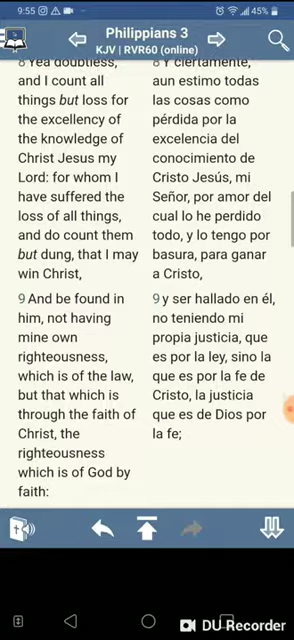 9:55
45%
Philippians 3
KJV | RVR60 (online)
8 Yea doubtless,
and I count all
things but loss for
the excellency of
the knowledge of
Christ Jesus my
Lord: for whom I
have suffered the
loss of all things,
and do count them
but dung, that I may
win Christ,
9 And be found in
him, not having
mine own
righteousness,
which is of the law,
but that which is
through the faith of
Christ, the
righteousness
which is of God by
faith:
8 Y ciertamente,
aun estimo todas
las cosas como
pérdida por la
excelencia del
conocimiento de
Cristo Jesús, mi
Señor, por amor del
cual lo he perdido
todo, y lo tengo por
basura, para ganar
a Cristo,
9 y ser hallado en él,
no teniendo mi
propia justicia, que
es por la ley, sino la
que es por la fe de
Cristo, la justicia
que es de Dios por
la fe;
DU Recorder